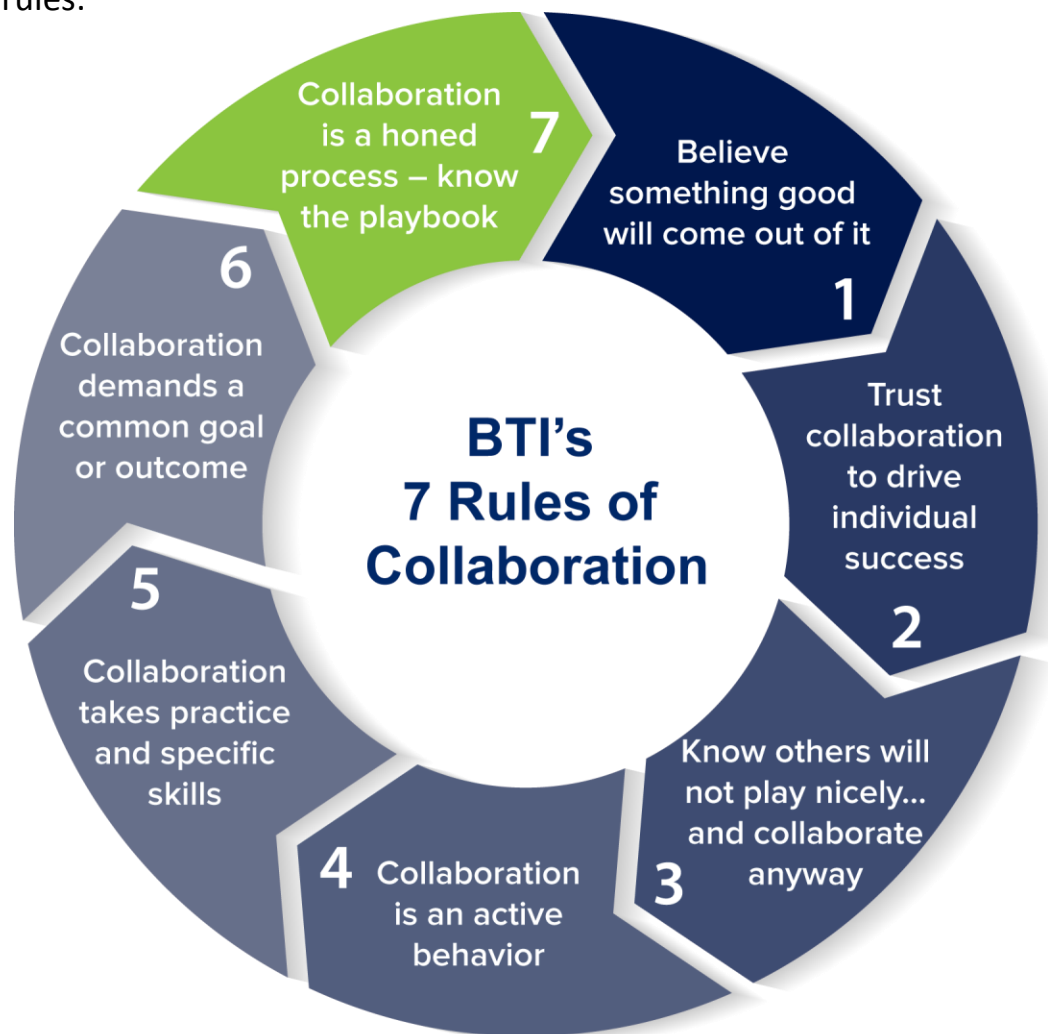 rules:
Collaboration
is a honed
process – know
the playbook
7
Believe
something good
will come out of it
1
Trust
collaboration
to drive
individual
success
2
Know others will
not play nicely...
and collaborate
anyway
3
4
Collaboration
is an active
behavior
5
Collaboration
takes practice
and specific
skills
6
Collaboration
demands a
common goal
or outcome
BTI’s
7 Rules of
Collaboration